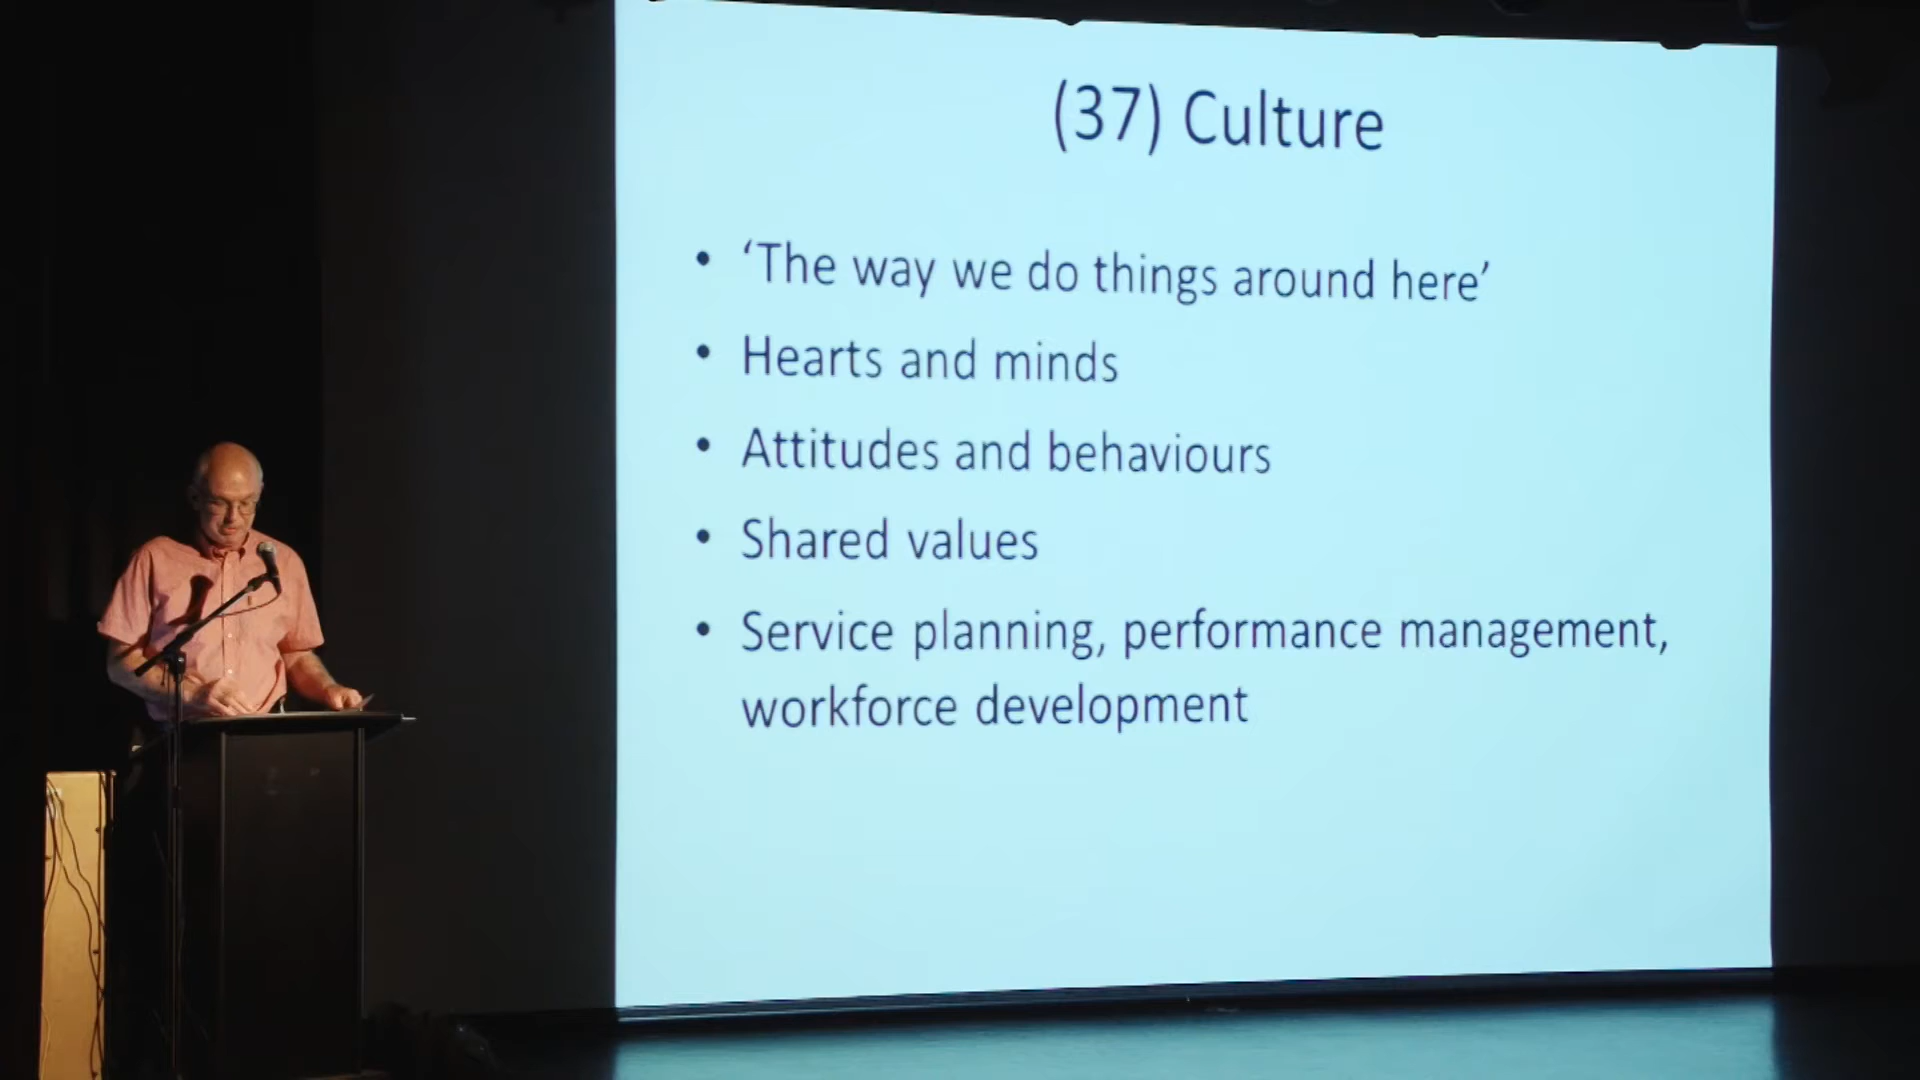 (37) Culture
• ‘The way we do things around here’
• Hearts and minds
• Attitudes and behaviours
• Shared values
• Service planning, performance management,
workforce development